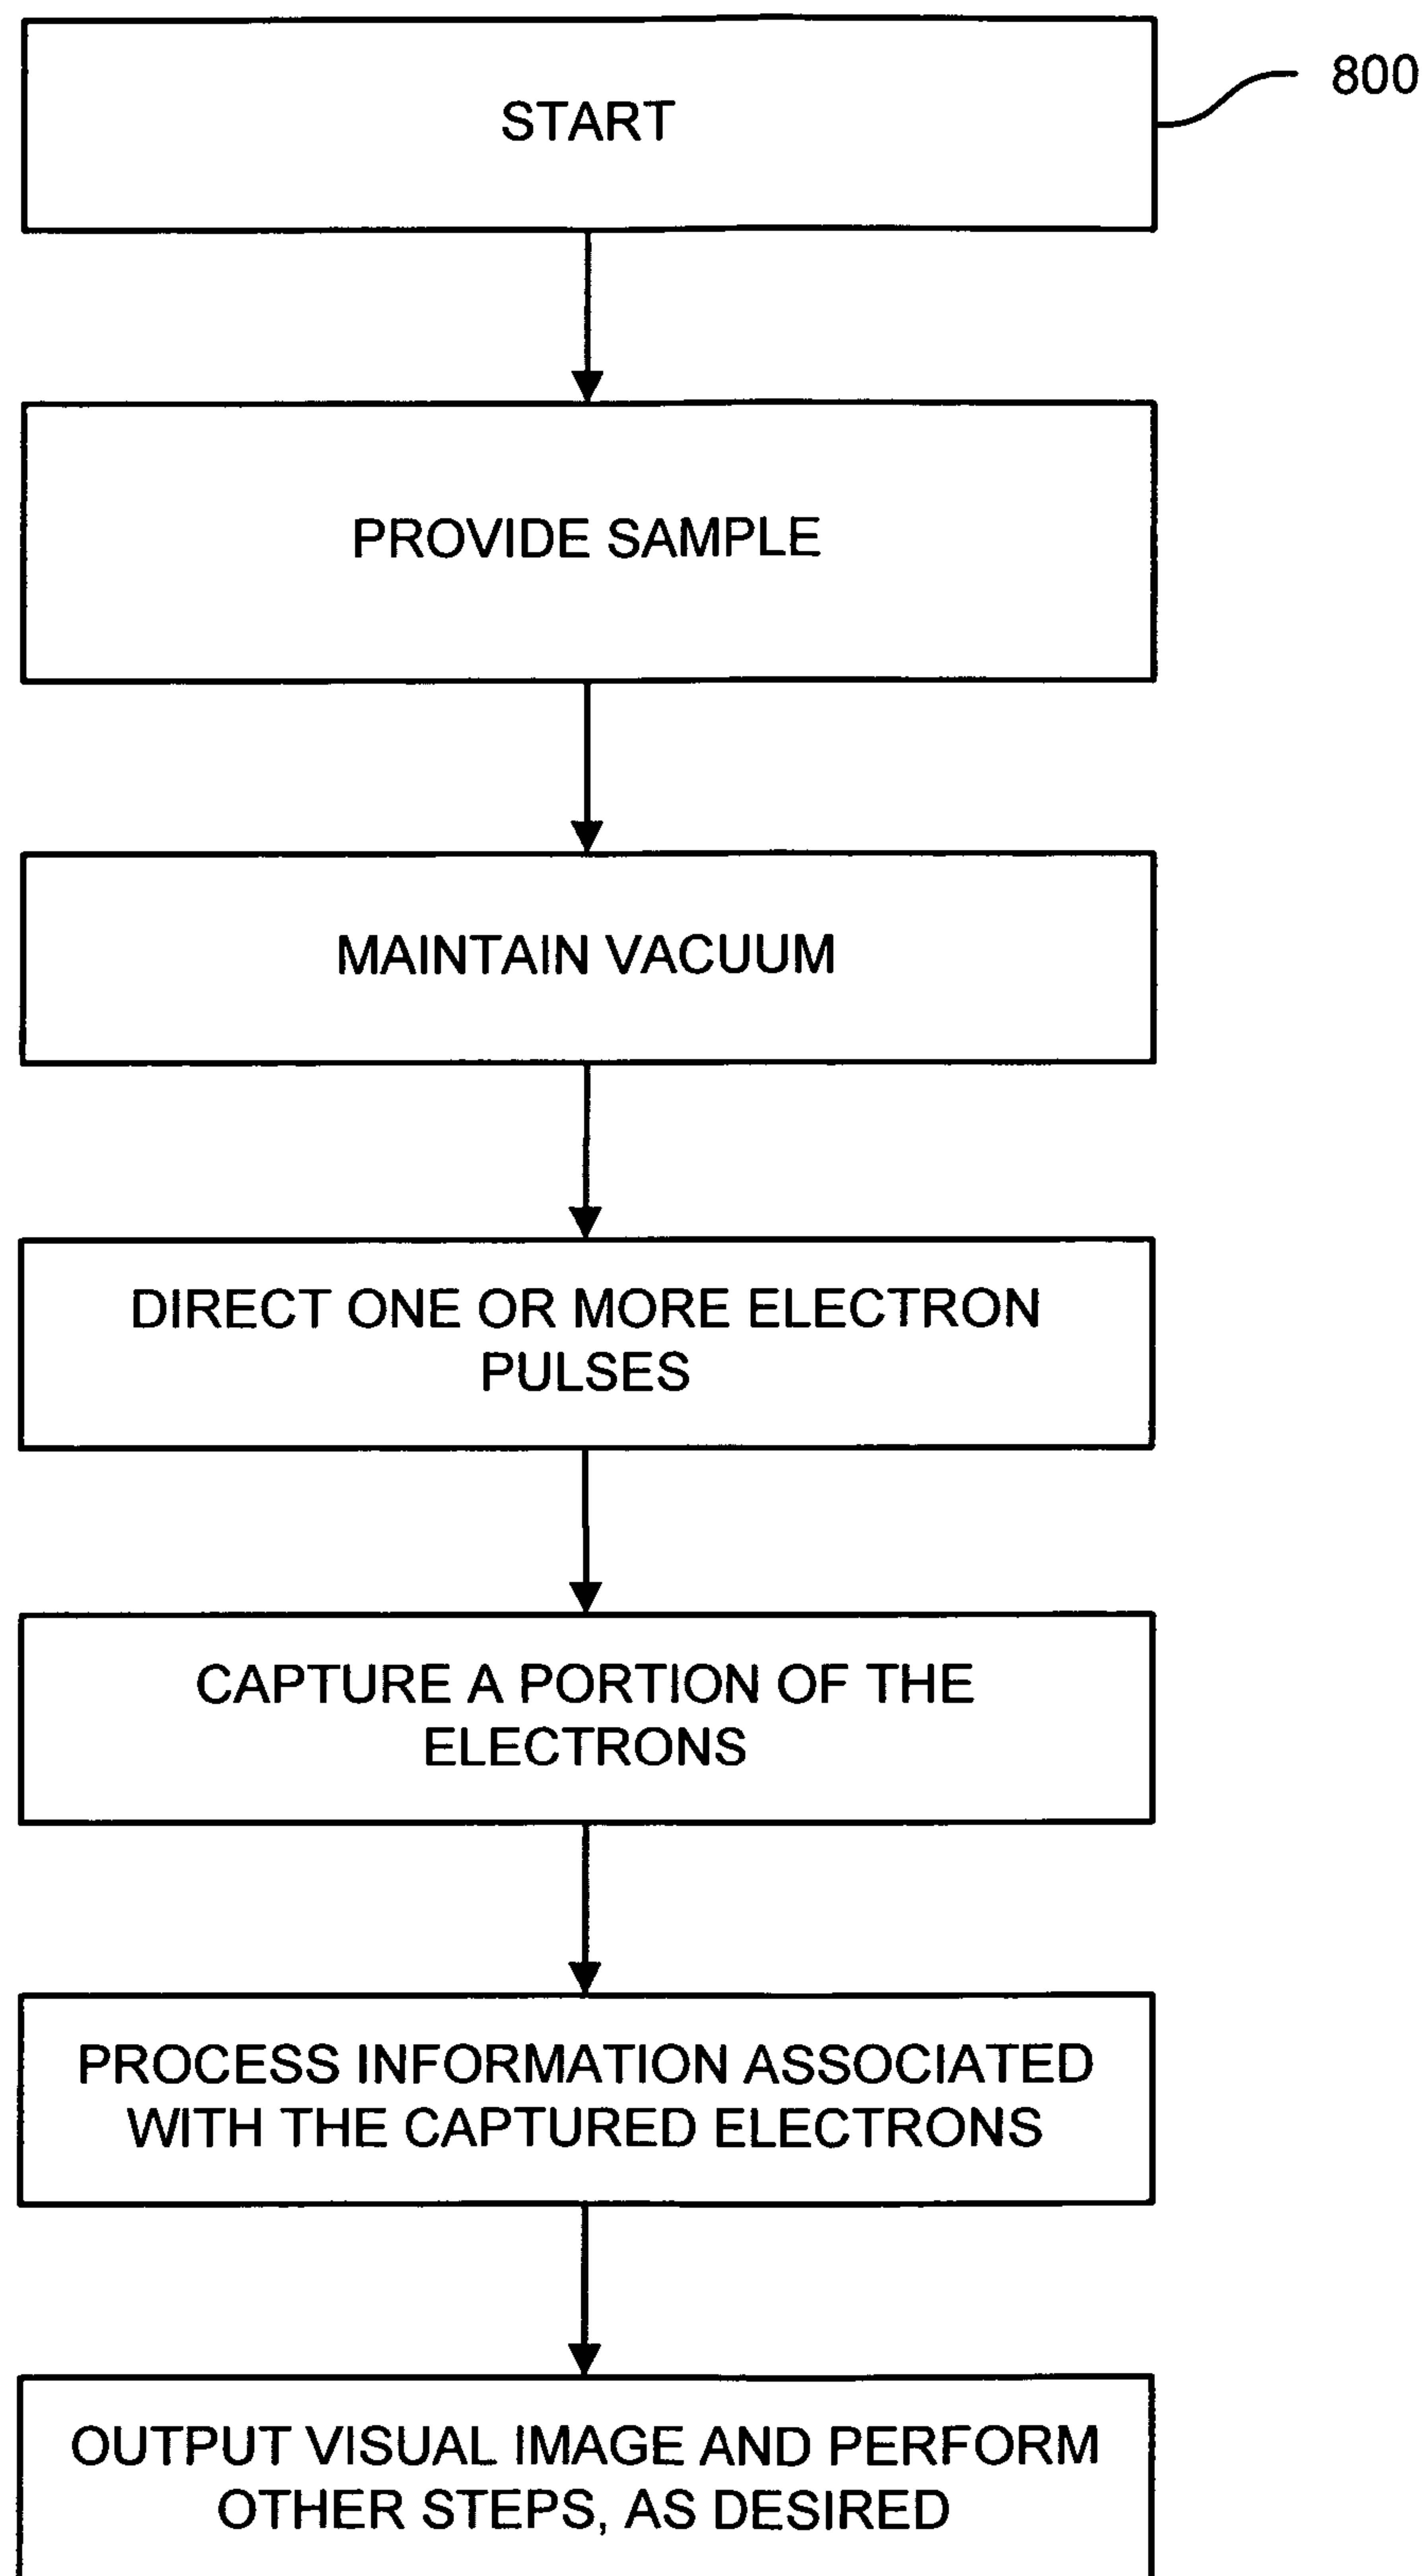 START
800
PROVIDE SAMPLE
MAINTAIN VACUUM
DIRECT ONE OR MORE ELECTRON
PULSES
CAPTURE A PORTION OF THE
ELECTRONS
PROCESS INFORMATION ASSOCIATED
WITH THE CAPTURED ELECTRONS
OUTPUT VISUAL IMAGE AND PERFORM
OTHER STEPS, AS DESIRED